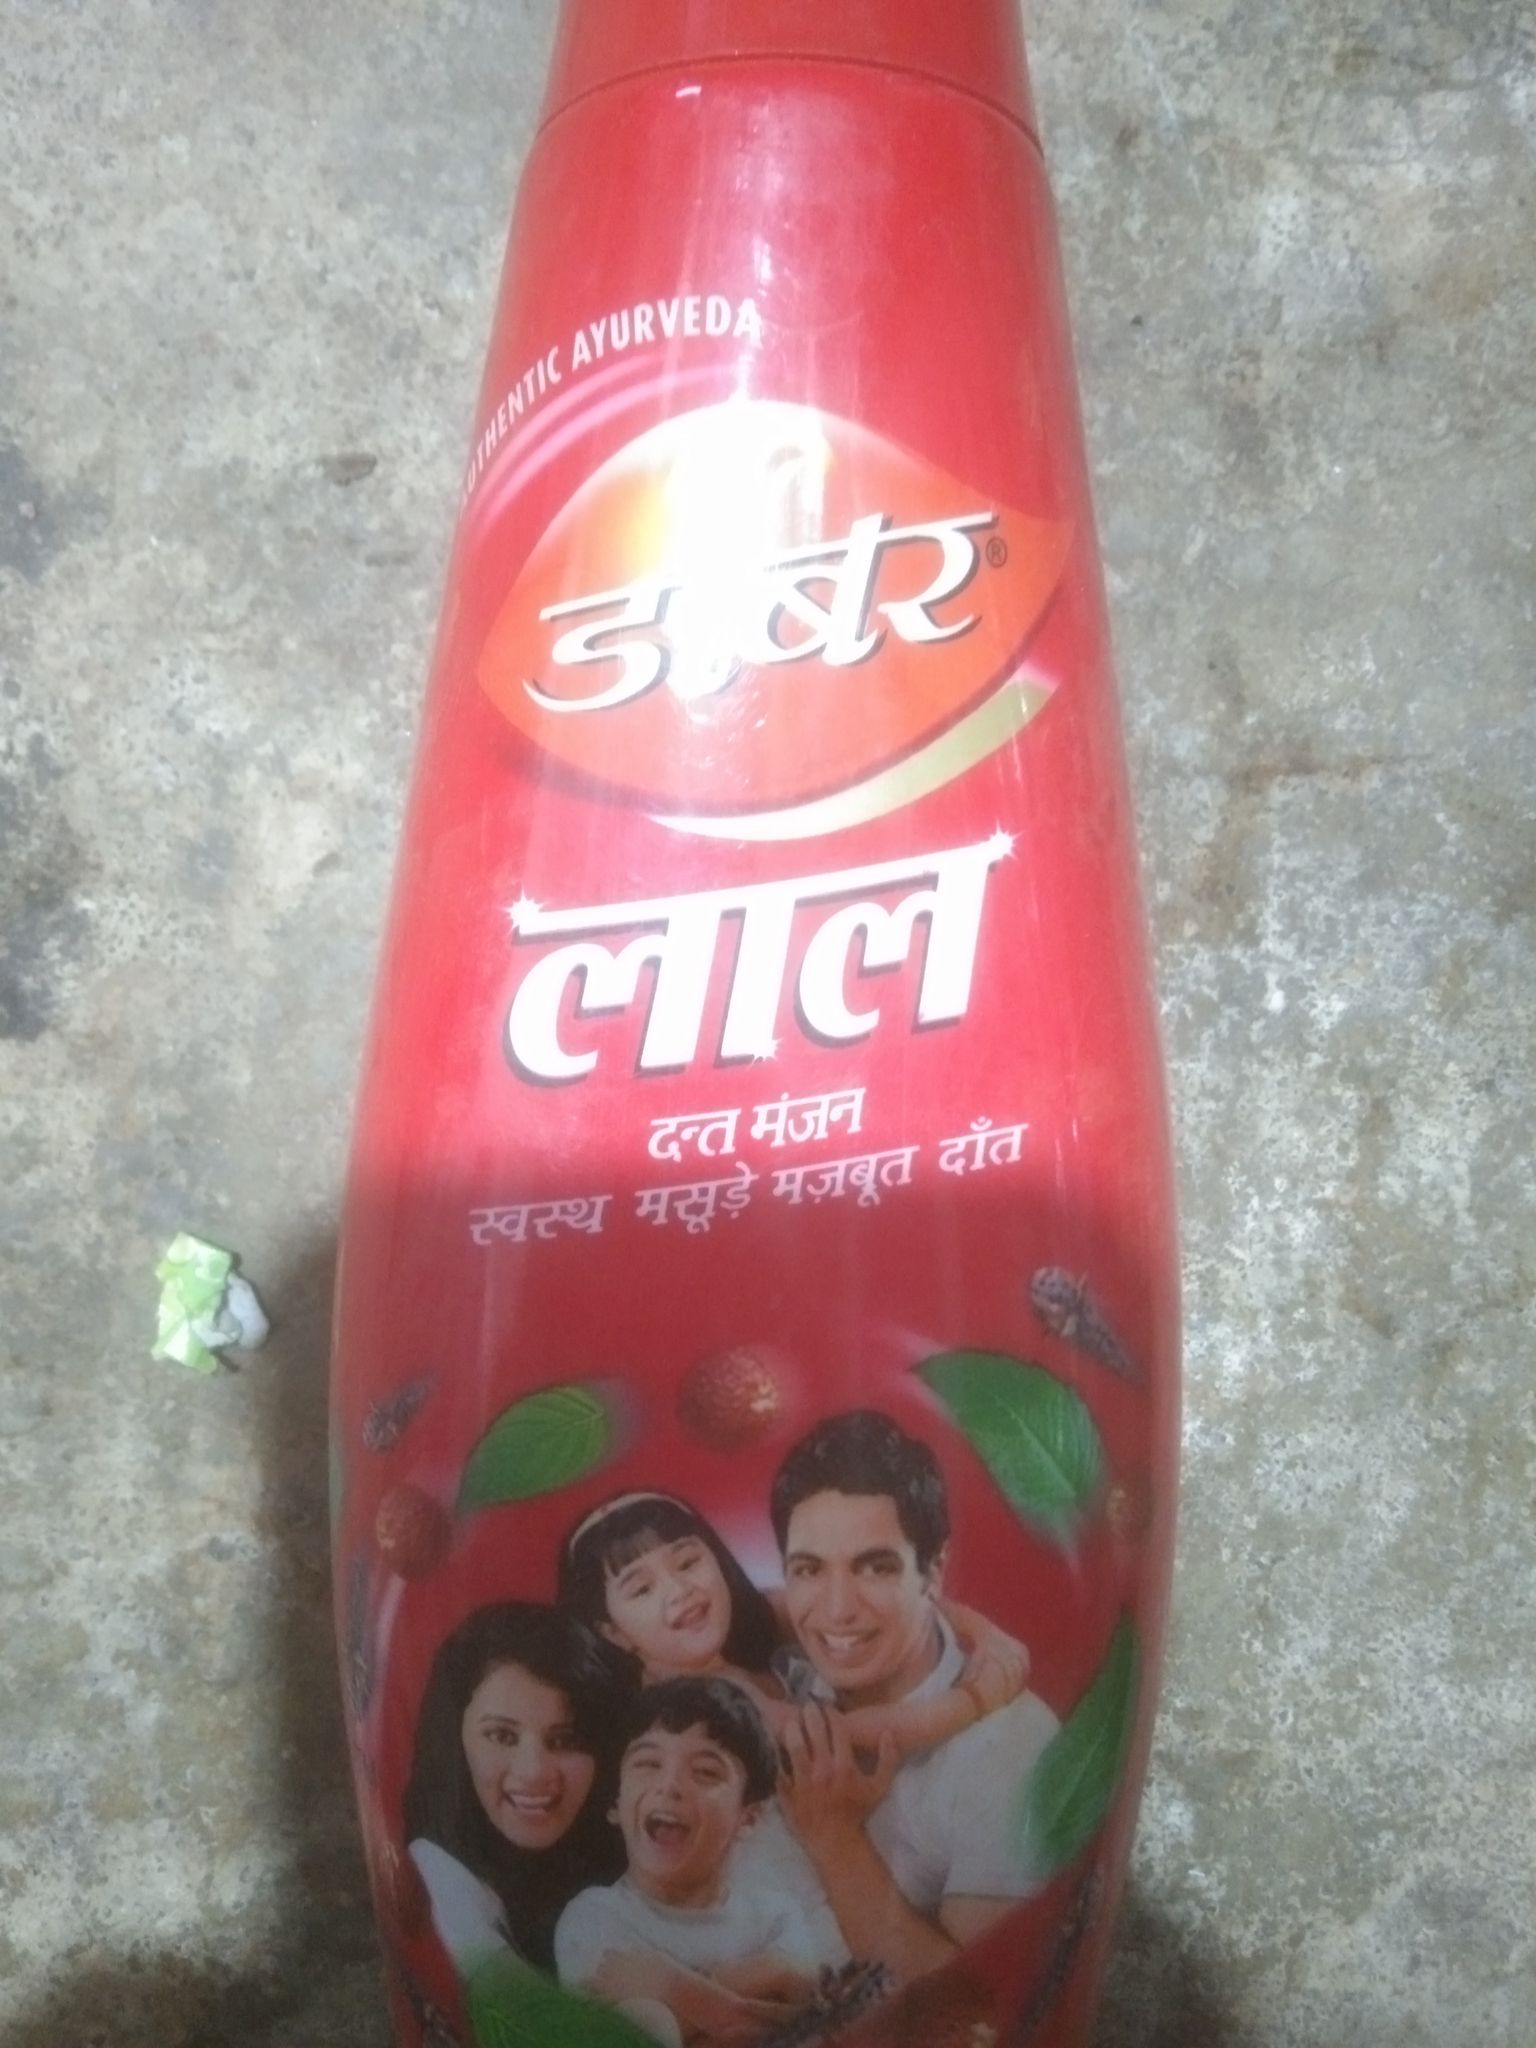 AUTHENTIC AYURVEDA
डाबर®
लाल
दन्त मंजन
स्वस्थ मसूड़े मज़बूत दाँत